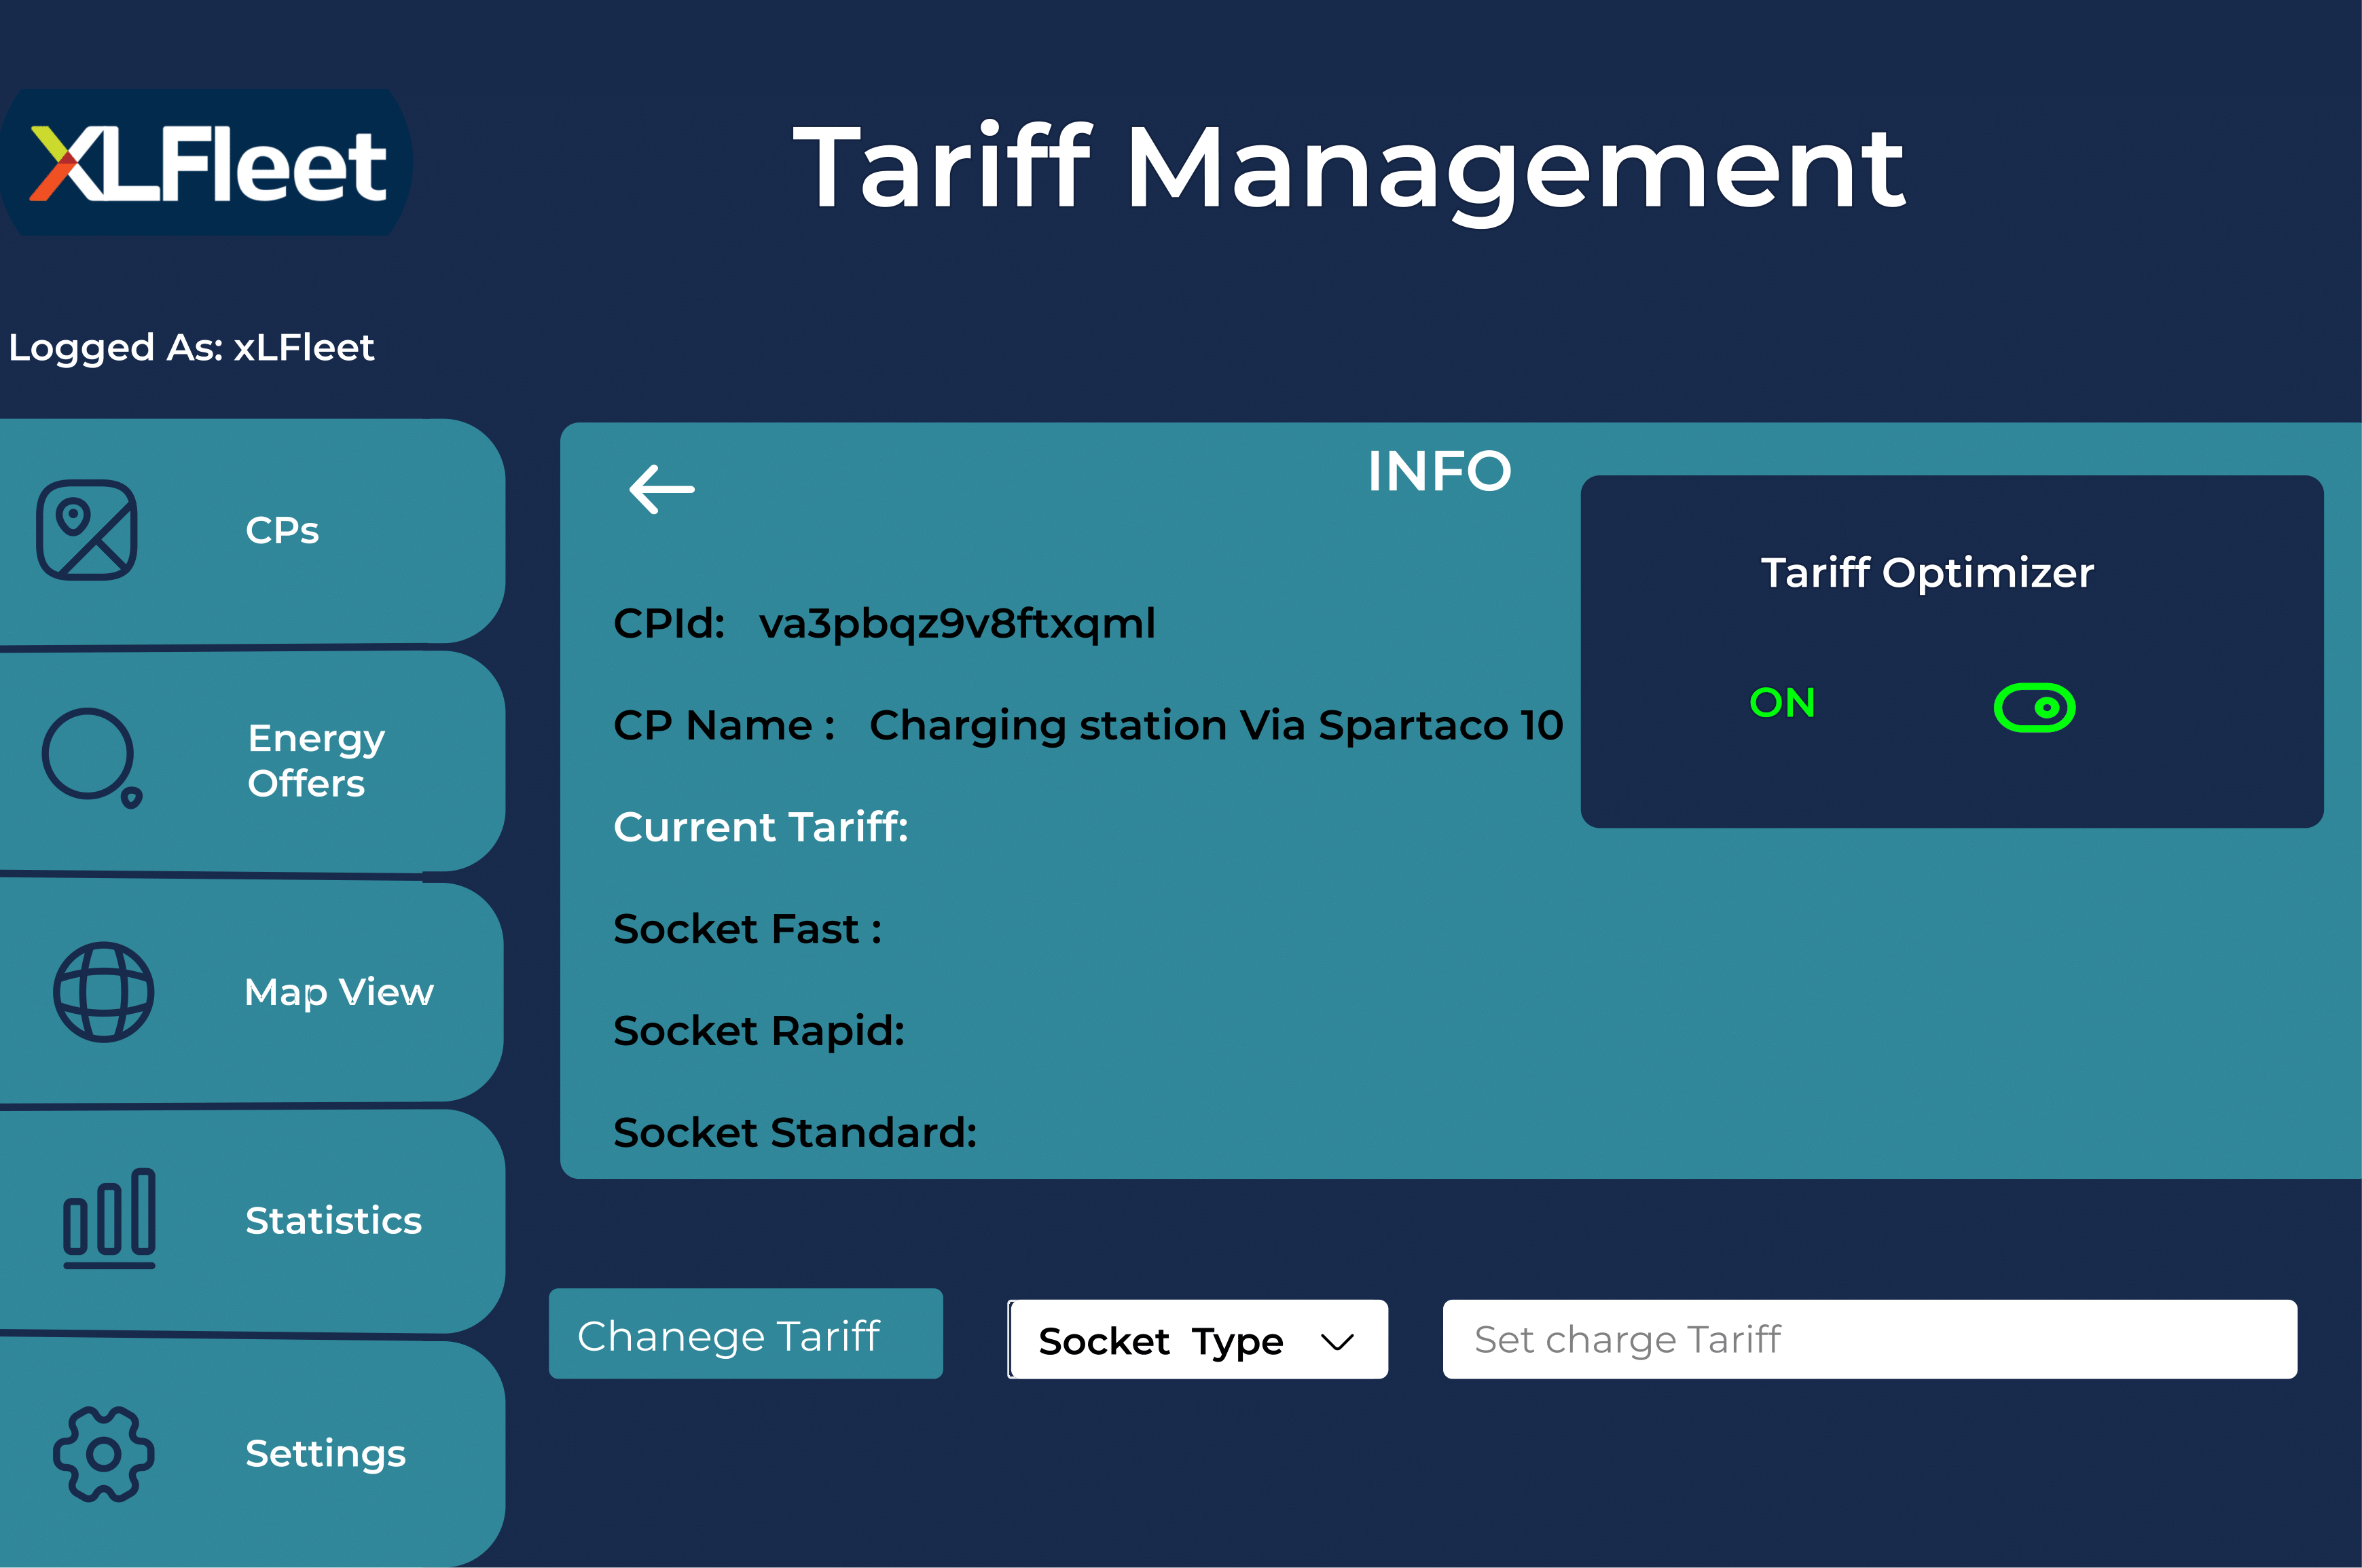 XLFleet
Tariff Management
Logged As: xLFleet
CPs
Energy
Offers
Map View
Statistics
Settings
INFO
CPId: va3pbqz9v8ftxqml
CP Name : Charging station Via Spartaco 10
Current Tariff:
Socket Fast :
Socket Rapid:
Socket Standard:
Tariff Optimizer
ON
Chanege Tariff
Socket Type
Set charge Tariff